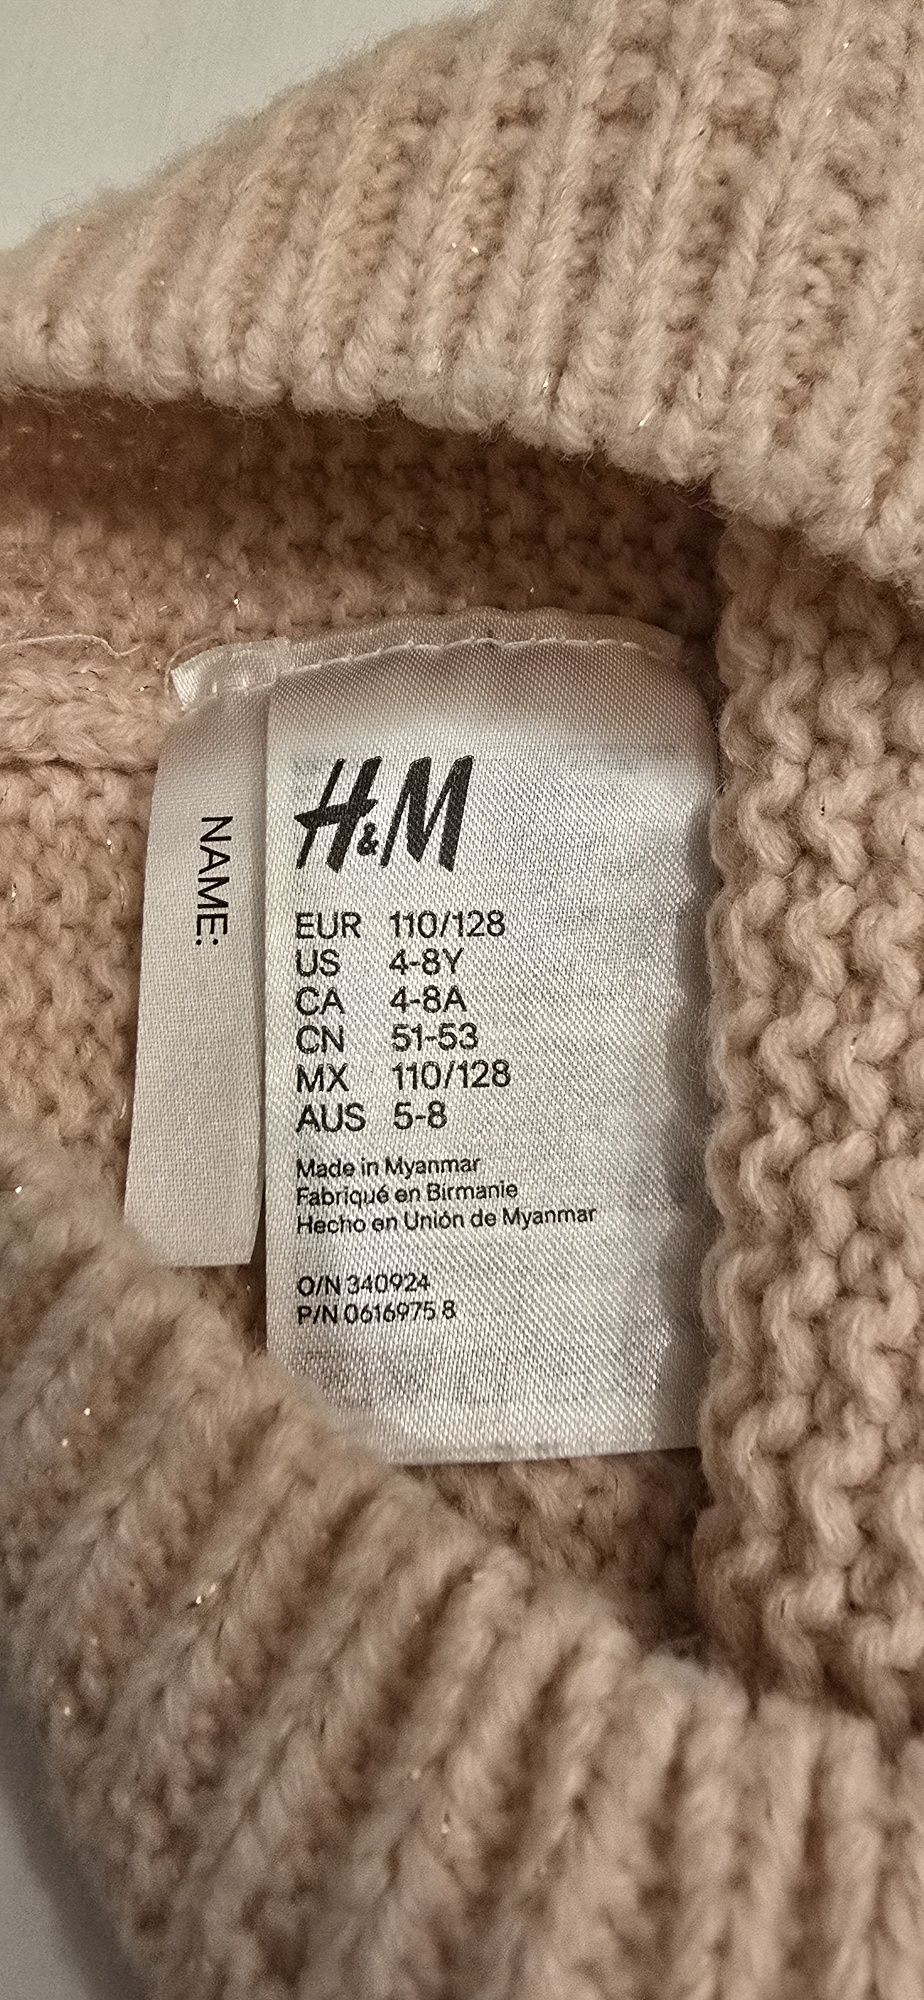 NAME:
H&M
EUR 110/128
US 4-8Y
CA 4-8A
CN 51-53
MX 110/128
AUS 5-8
Made in Myanmar
Fabriqué en Birmanie
Hecho en Unión de Myanmar
O/N 340924
P/N 0616975 8